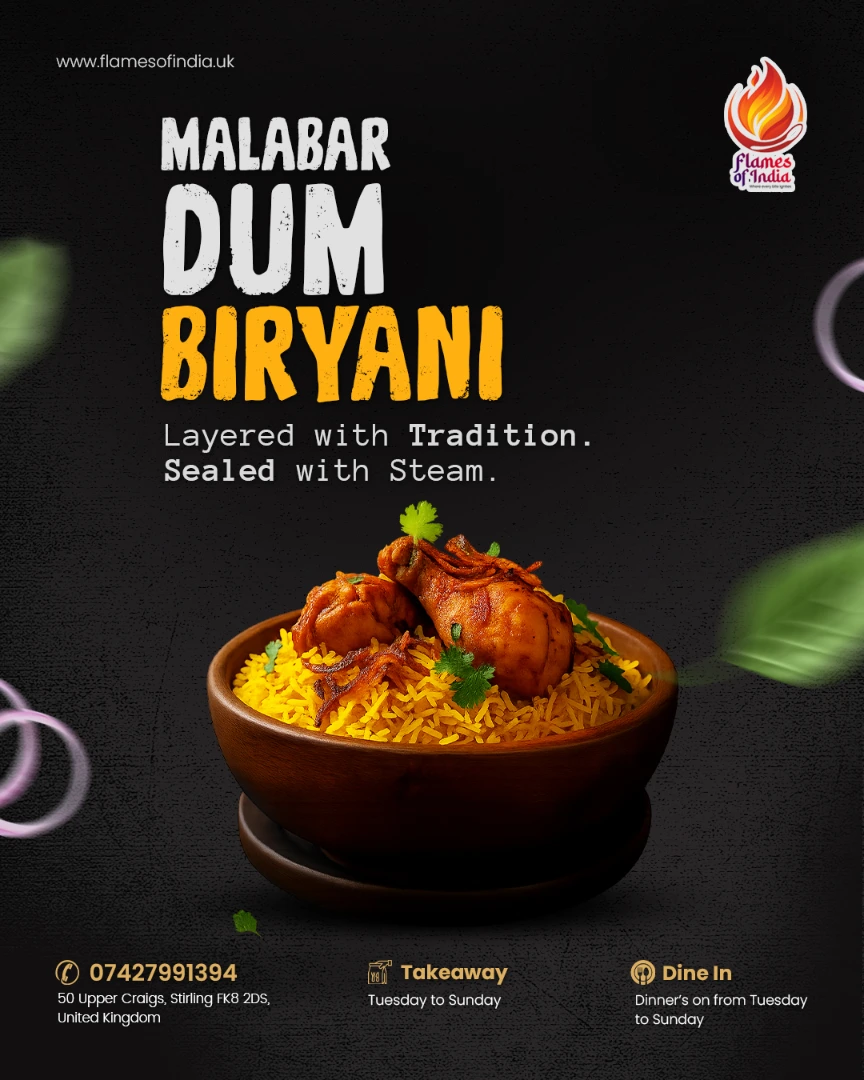 www.flamesofindia.uk
flames
of India
MALABAR
DUM
BIRYANI
Layered with Tradition.
Sealed with Steam.
07427991394
50 Upper Craigs, Stirling FK8 2DS,
United Kingdom
Takeaway
Tuesday to Sunday
Dine In
Dinner's on from Tuesday
to Sunday